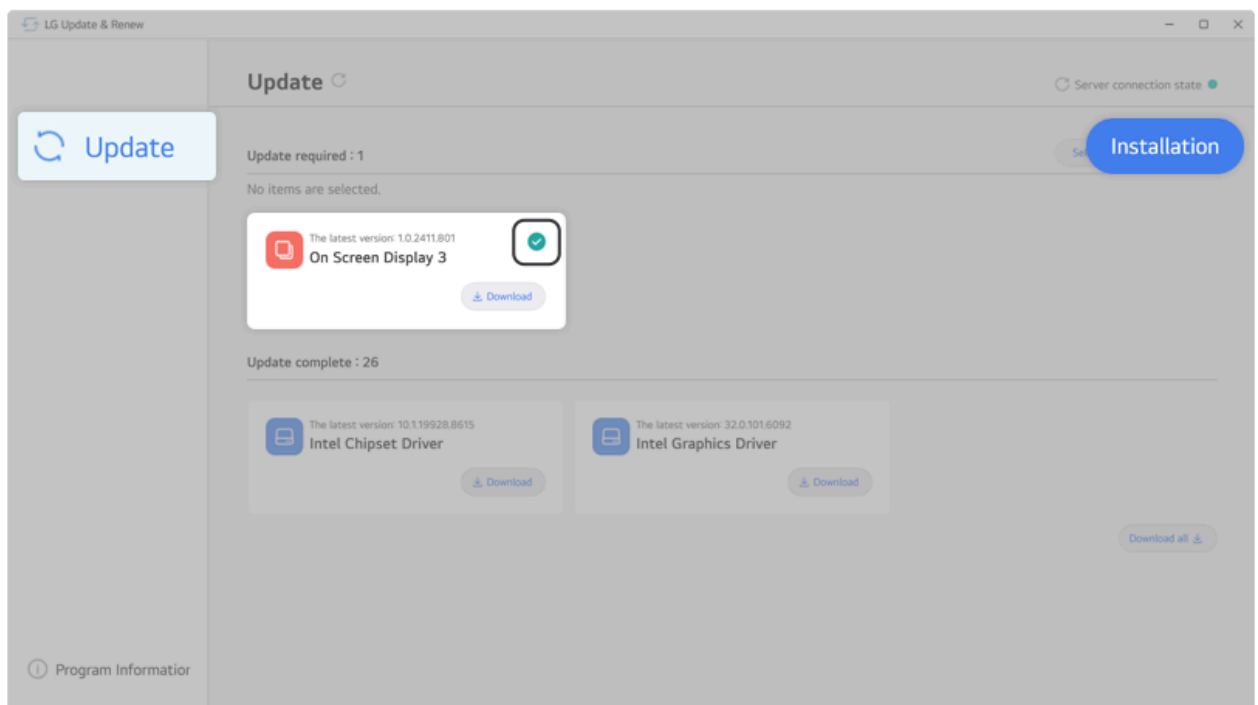 LG Update & Renew
Update
Server connection state
Update
Update required : 1
Installation
No items are selected.
The latest version: 1.0.2411.801
On Screen Display 3
Download
Update complete : 26
The latest version: 10.1.19928.8615
Intel Chipset Driver
Download
The latest version: 32.0.101.6092
Intel Graphics Driver
Download
Download all
Program Information